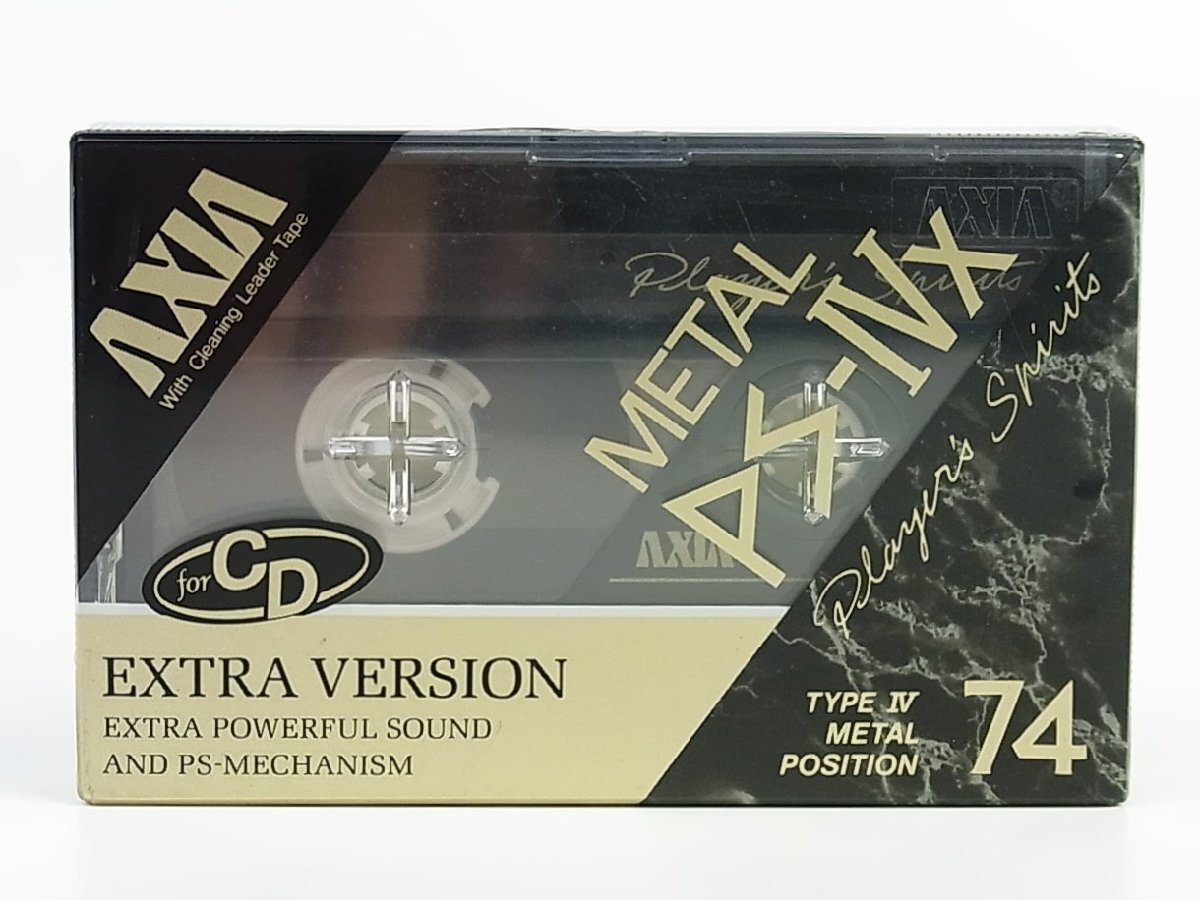 AXIA
With Cleaning Leader Tape
AXIA
Player's Spirits
METAL
PS-IVx
Player's Spirits
AXIA
for CD
EXTRA VERSION
EXTRA POWERFUL SOUND
AND PS-MECHANISM
TYPE IV
METAL
POSITION
74